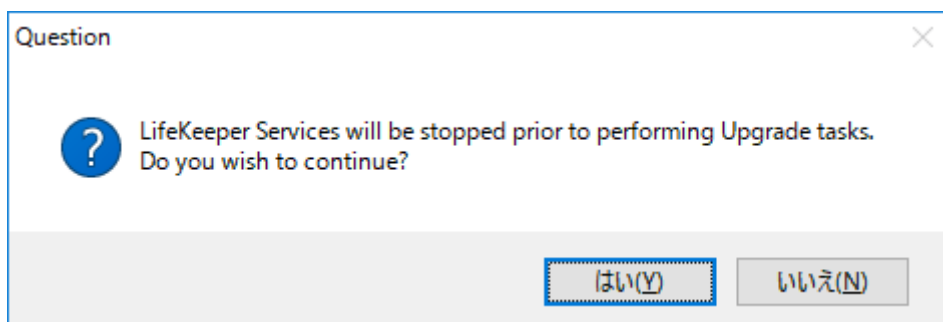 Question
LifeKeeper Services will be stopped prior to performing Upgrade tasks.
Do you wish to continue?
はい(Y)
いいえ(N)